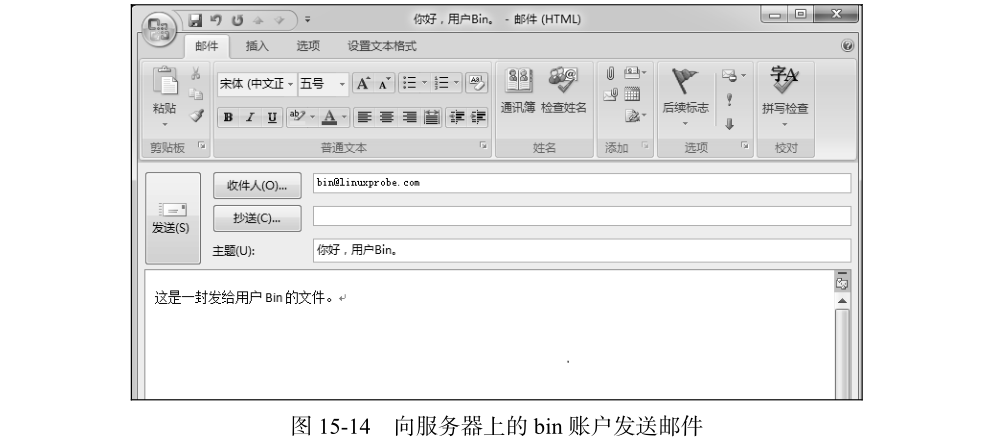 你好，用户Bin。 - 邮件 (HTML)
邮件 插入 选项 设置文本格式
宋体 (中文正 五号
粘贴 B I U 通讯簿 检查姓名 后续标志 字A 拼写检查
剪贴板 普通文本 姓名 添加 选项 校对
收件人(O)... bin@linuxprobe.com
发送(S) 抄送(C)...
主题(U): 你好，用户Bin。
这是一封发给用户 Bin 的文件。
图 15-14 向服务器上的 bin 账户发送邮件